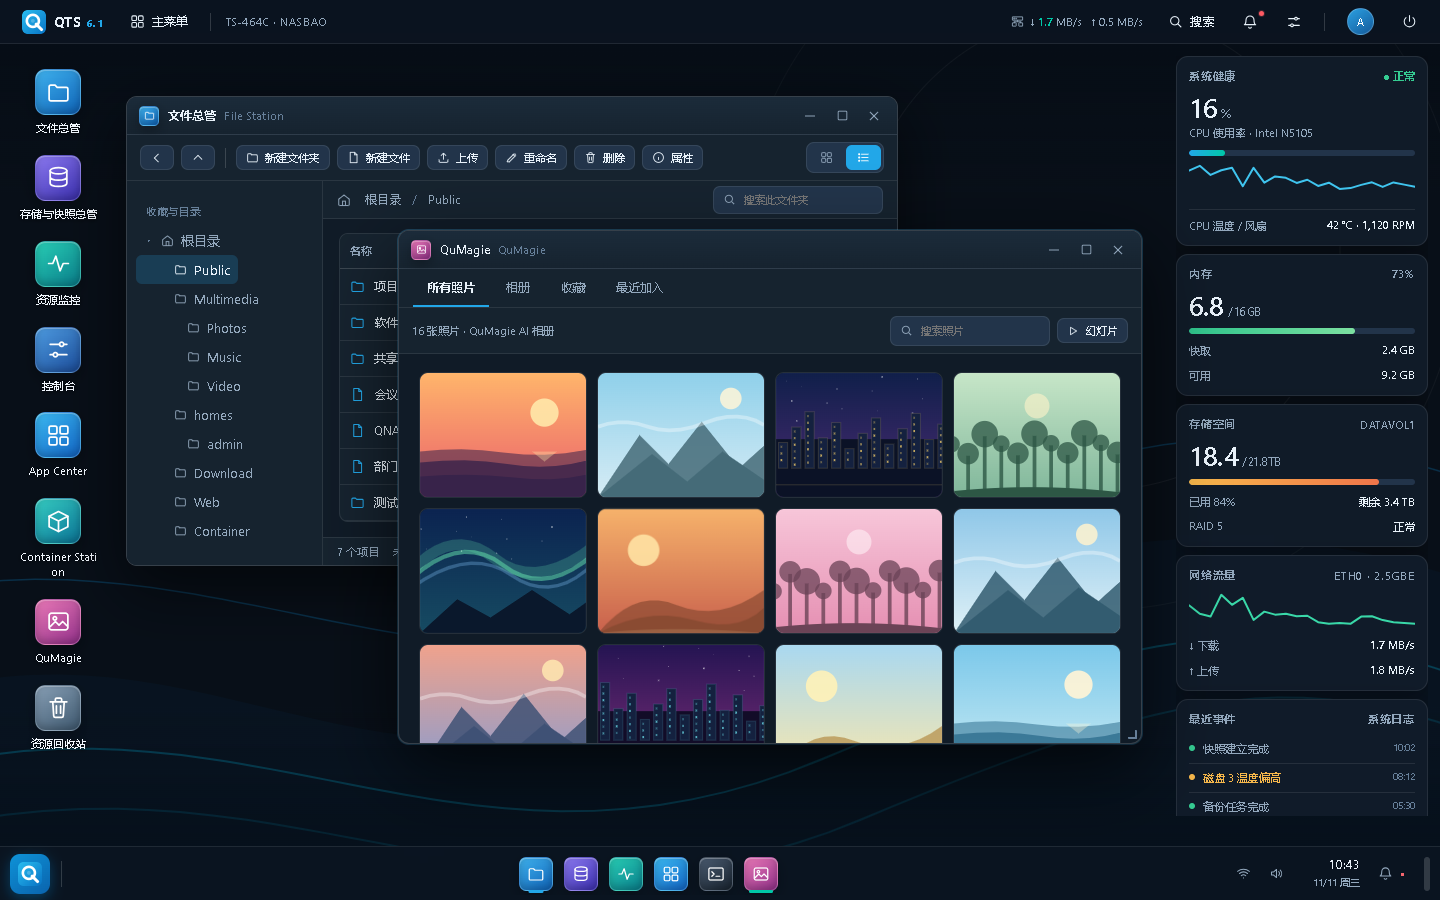 QTS 6.1
主菜单
TS-464C · NASBAO
↓ 1.7 MB/s ↑ 0.5 MB/s
搜索
A
文件总管
存储与快照总管
资源监控
控制台
App Center
Container Stati
on
QuMagie
资源回收站
文件总管 File Station
新建文件夹 新建文件 上传 重命名 删除 属性
收藏与目录
根目录
Public
Multimedia
Photos
Music
Video
homes
admin
Download
Web
Container
根目录 / Public
搜索此文件夹
名称
项目
软件
共享
会议
QNA
部门
测试
7 个项目
QuMagie QuMagie
所有照片 相册 收藏 最近加入
16 张照片 · QuMagie AI 相册
搜索照片
幻灯片
系统健康 正常
16 %
CPU 使用率 · Intel N5105
CPU 温度 / 风扇 42 °C · 1,120 RPM
内存 73%
6.8 / 16 GB
快取 2.4 GB
可用 9.2 GB
存储空间 DATAVOL1
18.4 / 21.8TB
已用 84% 剩余 3.4 TB
RAID 5 正常
网络流量 ETH0 · 2.5GBE
↓ 下载 1.7 MB/s
↑ 上传 1.8 MB/s
最近事件 系统日志
快照建立完成 10:02
磁盘 3 温度偏高 08:12
备份任务完成 05:30
10:43
11/11 周三